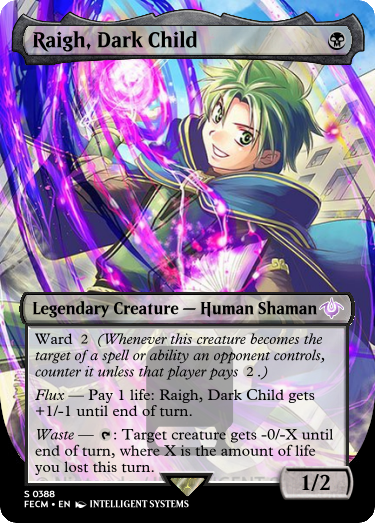 Raigh, Dark Child
Legendary Creature — Human Shaman
Ward 2 (Whenever this creature becomes the
target of a spell or ability an opponent controls,
counter it unless that player pays 2 .)
Flux — Pay 1 life: Raigh, Dark Child gets
+1/-1 until end of turn.
Waste — : Target creature gets -0/-X until
end of turn, where X is the amount of life
you lost this turn.
1/2
S 0388
FECM • EN INTELLIGENT SYSTEMS